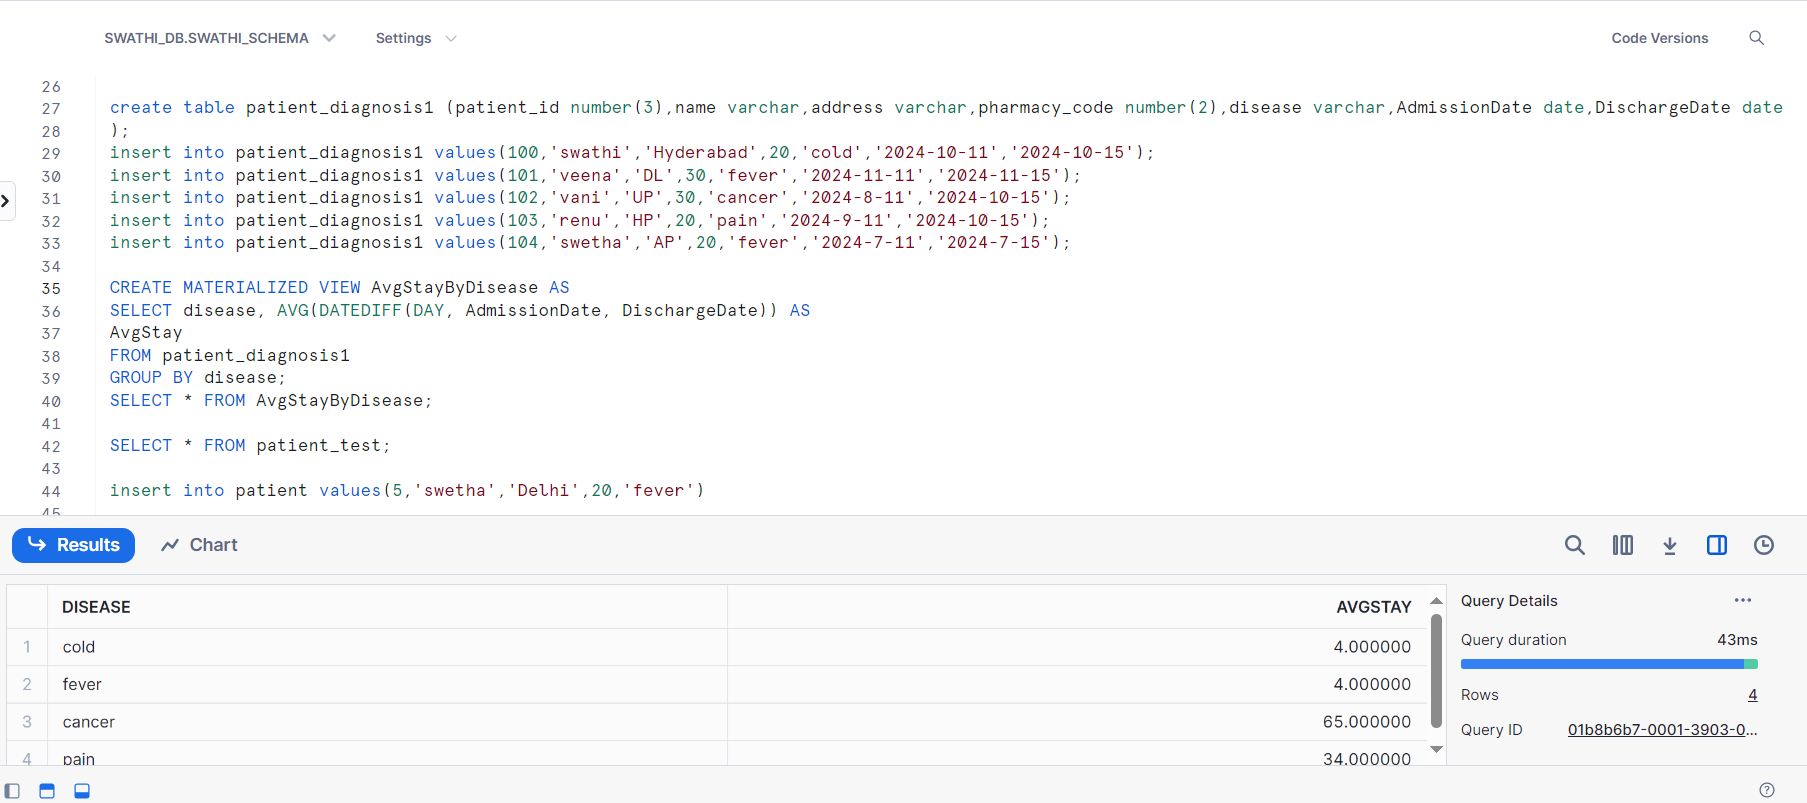 SWATHI_DB.SWATHI_SCHEMA Settings Code Versions
26
27 create table patient_diagnosis1 (patient_id number(3),name varchar,address varchar,pharmacy_code number(2),disease varchar,AdmissionDate date,DischargeDate date
28 );
29 insert into patient_diagnosis1 values(100,'swathi','Hyderabad',20,'cold','2024-10-11','2024-10-15');
30 insert into patient_diagnosis1 values(101,'veena','DL',30,'fever','2024-11-11','2024-11-15');
31 insert into patient_diagnosis1 values(102,'vani','UP',30,'cancer','2024-8-11','2024-10-15');
32 insert into patient_diagnosis1 values(103,'renu','HP',20,'pain','2024-9-11','2024-10-15');
33 insert into patient_diagnosis1 values(104,'swetha','AP',20,'fever','2024-7-11','2024-7-15');
34
35 CREATE MATERIALIZED VIEW AvgStayByDisease AS
36 SELECT disease, AVG(DATEDIFF(DAY, AdmissionDate, DischargeDate)) AS
37 AvgStay
38 FROM patient_diagnosis1
39 GROUP BY disease;
40 SELECT * FROM AvgStayByDisease;
41
42 SELECT * FROM patient_test;
43
44 insert into patient values(5,'swetha','Delhi',20,'fever')
45
Results Chart
DISEASE AVGSTAY
1 cold 4.000000
2 fever 4.000000
3 cancer 65.000000
4 pain 34.000000
Query Details ...
Query duration 43ms
Rows 4
Query ID 01b8b6b7-0001-3903-0...